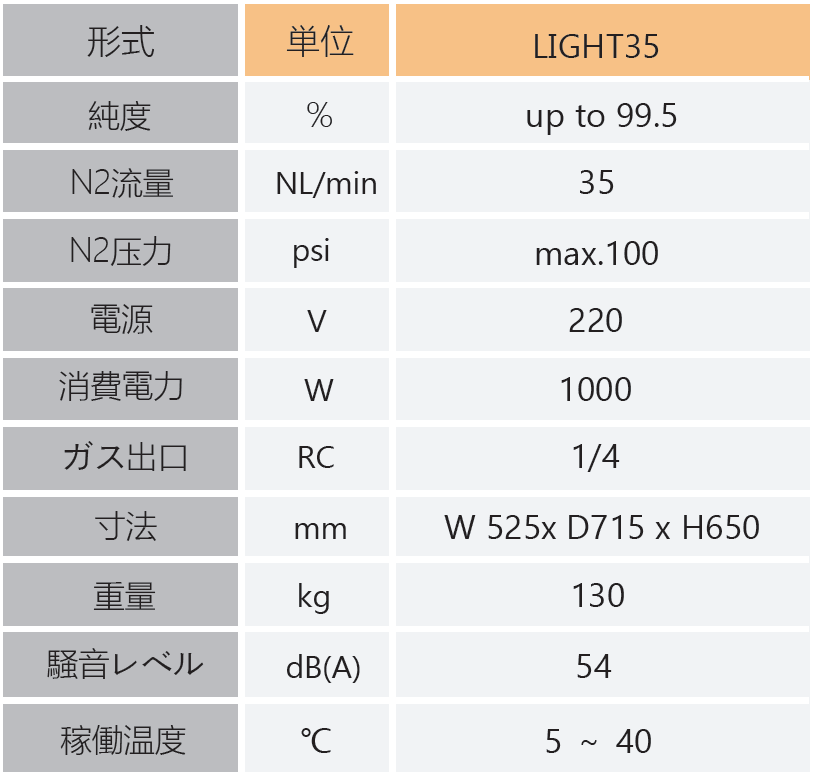 形式 単位 LIGHT35
純度 % up to 99.5
N2流量 NL/min 35
N2圧力 psi max.100
電源 V 220
消費電力 W 1000
ガス出口 RC 1/4
寸法 mm W 525x D715 x H650
重量 kg 130
騒音レベル dB(A) 54
稼働温度 ℃ 5 ~ 40